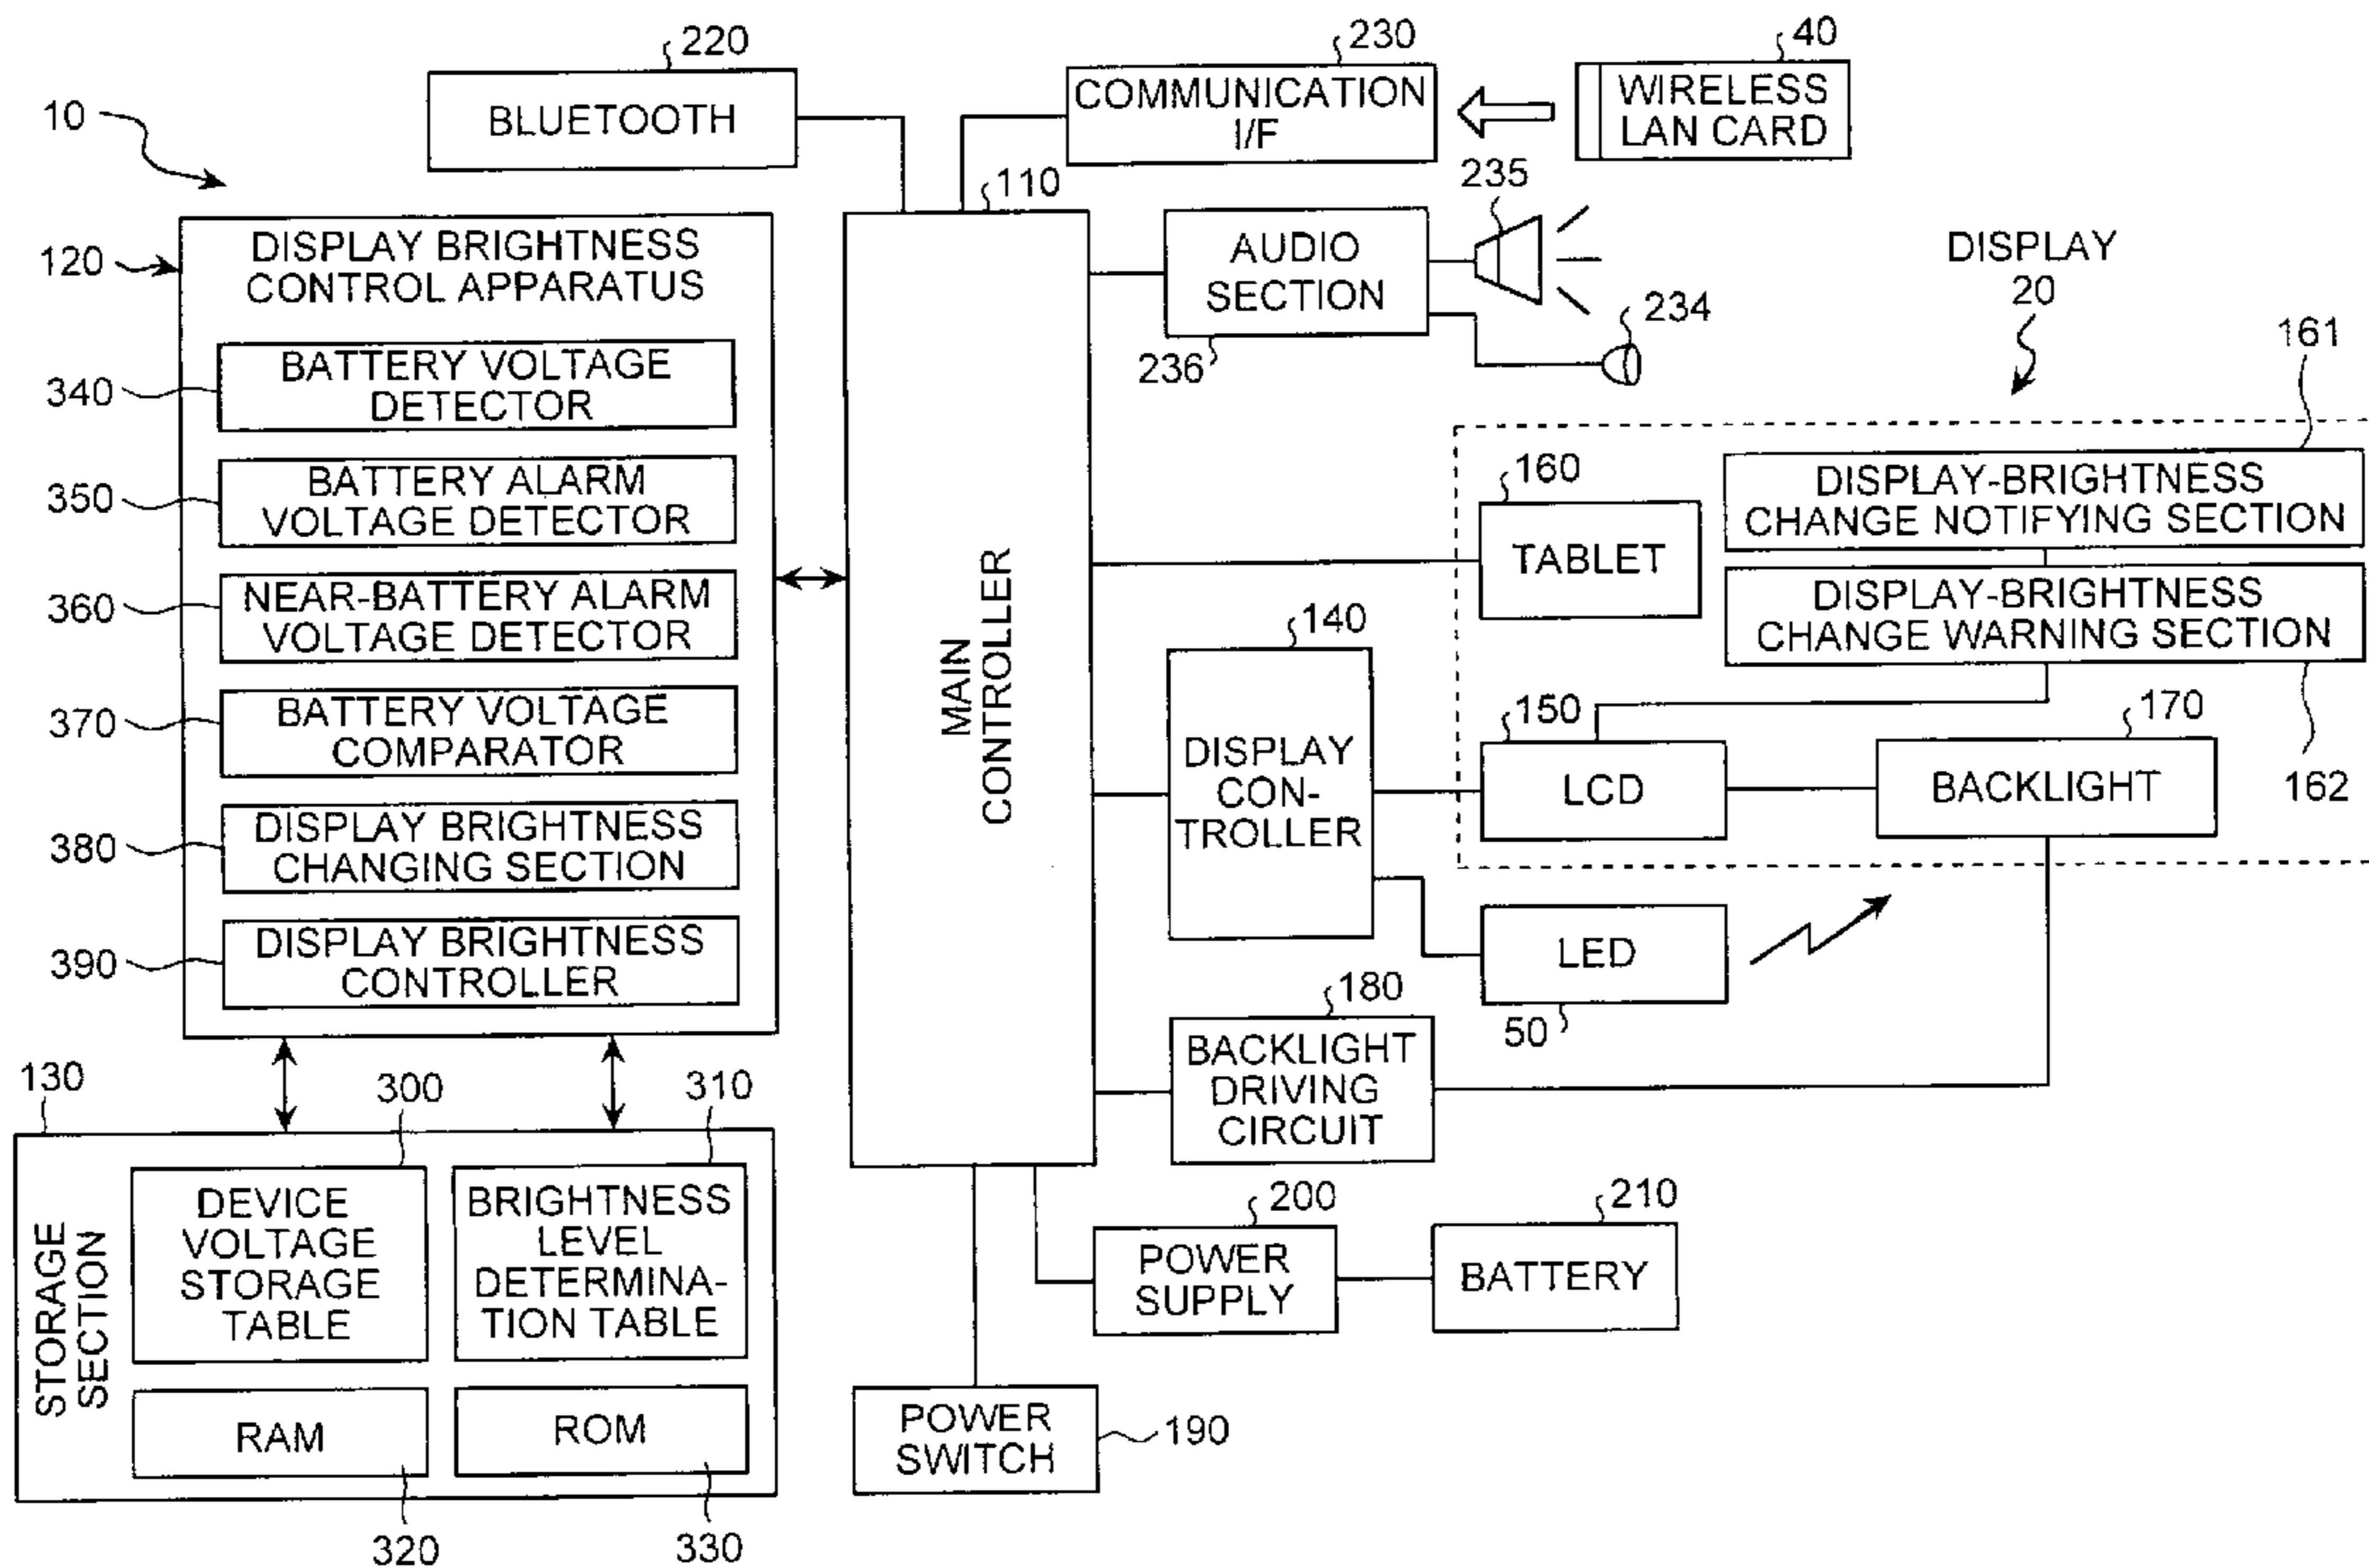 220
230
40
10
BLUETOOTH
COMMUNICATION
I/F
WIRELESS
LAN CARD
110
235
120
DISPLAY BRIGHTNESS
CONTROL APPARATUS
AUDIO
SECTION
236
234
DISPLAY
20
161
340
BATTERY VOLTAGE
DETECTOR
350
BATTERY ALARM
VOLTAGE DETECTOR
360
NEAR-BATTERY ALARM
VOLTAGE DETECTOR
370
BATTERY VOLTAGE
COMPARATOR
380
DISPLAY BRIGHTNESS
CHANGING SECTION
390
DISPLAY BRIGHTNESS
CONTROLLER
MAIN
CONTROLLER
160
TABLET
DISPLAY-BRIGHTNESS
CHANGE NOTIFYING SECTION
DISPLAY-BRIGHTNESS
CHANGE WARNING SECTION
140
DISPLAY
CON-
TROLLER
150
LCD
170
BACKLIGHT
162
LED
50
180
BACKLIGHT
DRIVING
CIRCUIT
130
300
310
STORAGE
SECTION
DEVICE
VOLTAGE
STORAGE
TABLE
BRIGHTNESS
LEVEL
DETERMINA-
TION TABLE
RAM
ROM
320
330
200
POWER
SUPPLY
210
BATTERY
POWER
SWITCH
190